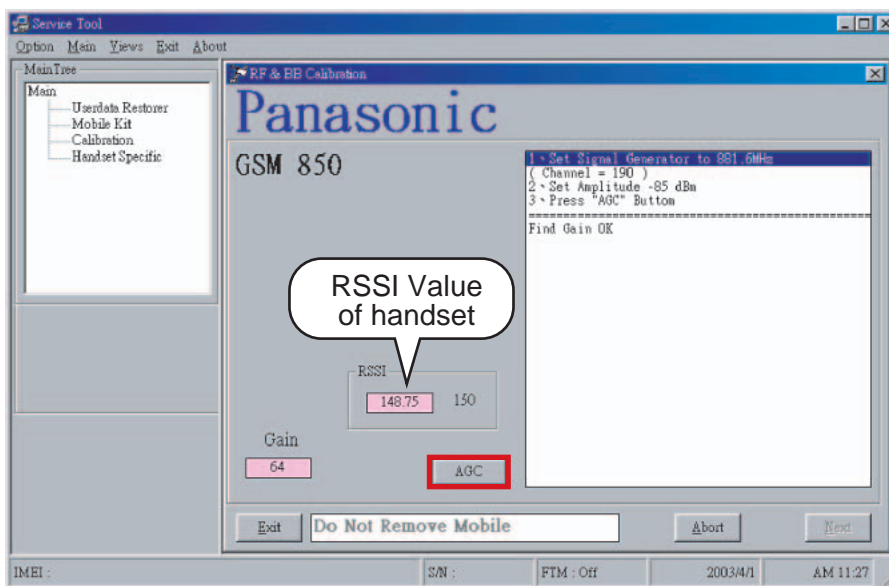 Service Tool
Option Main Views Exit About
MainTree
Main
Userdata Restorer
Mobile Kit
Calibration
Handset Specific
RF & BB Calibration
Panasonic
GSM 850
1、Set Signal Generator to 881.6MHz
( Channel = 190 )
2、Set Amplitude -85 dBm
3、Press "AGC" Buttom
==================================================
Find Gain OK
RSSI Value
of handset
RSSI
148.75 150
Gain
64
AGC
Exit
Do Not Remove Mobile
Abort
Next
IMEI :
S/N :
FTM : Off
2003/4/1
AM 11:27